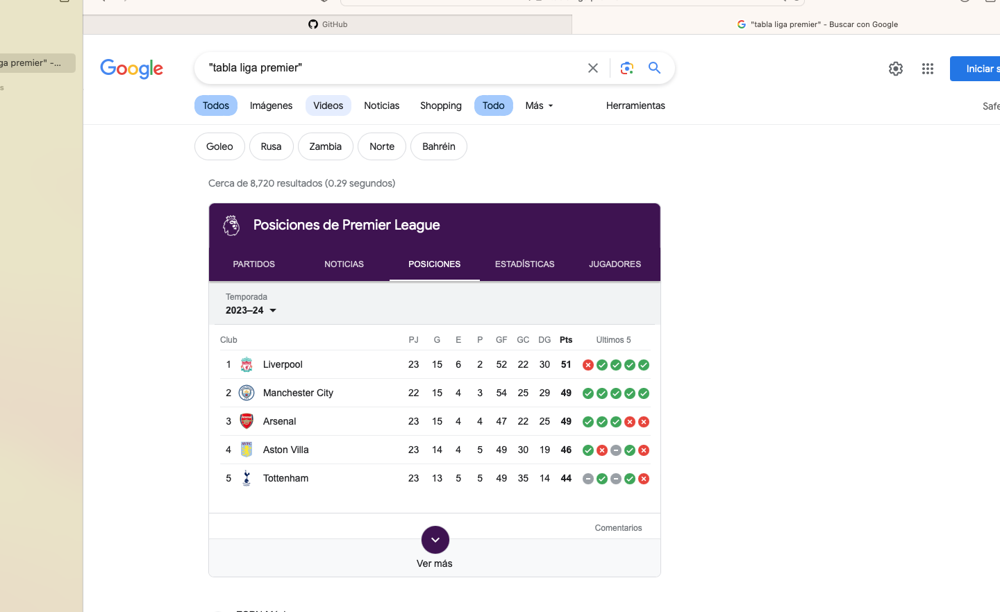 GitHub
"tabla liga premier" - Buscar con Google
ga premier" -...
s
Google
"tabla liga premier"
Iniciar s
Todos Imágenes Videos Noticias Shopping Todo Más Herramientas
Safe
Goleo Rusa Zambia Norte Bahréin
Cerca de 8,720 resultados (0.29 segundos)
Posiciones de Premier League
PARTIDOS NOTICIAS POSICIONES ESTADÍSTICAS JUGADORES
Temporada
2023–24
Club PJ G E P GF GC DG Pts Últimos 5
1 Liverpool 23 15 6 2 52 22 30 51
2 Manchester City 22 15 4 3 54 25 29 49
3 Arsenal 23 15 4 4 47 22 25 49
4 Aston Villa 23 14 4 5 49 30 19 46
5 Tottenham 23 13 5 5 49 35 14 44
Comentarios
Ver más